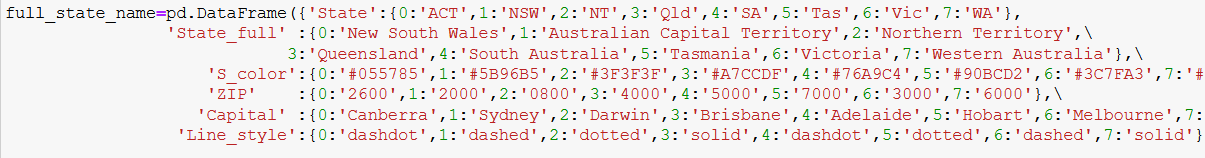 full_state_name=pd.DataFrame({'State':{0:'ACT',1:'NSW',2:'NT',3:'Qld',4:'SA',5:'Tas',6:'Vic',7:'WA'},
'State_full' :{0:'New South Wales',1:'Australian Capital Territory',2:'Northern Territory',\
3:'Queensland',4:'South Australia',5:'Tasmania',6:'Victoria',7:'Western Australia'},\
'S_color':{0:'#055785',1:'#5B96B5',2:'#3F3F3F',3:'#A7CCDF',4:'#76A9C4',5:'#90BCD2',6:'#3C7FA3',7:'#
'ZIP' :{0:'2600',1:'2000',2:'0800',3:'4000',4:'5000',5:'7000',6:'3000',7:'6000'},\
'Capital' :{0:'Canberra',1:'Sydney',2:'Darwin',3:'Brisbane',4:'Adelaide',5:'Hobart',6:'Melbourne',7:
'Line_style':{0:'dashdot',1:'dashed',2:'dotted',3:'solid',4:'dashdot',5:'dotted',6:'dashed',7:'solid'}